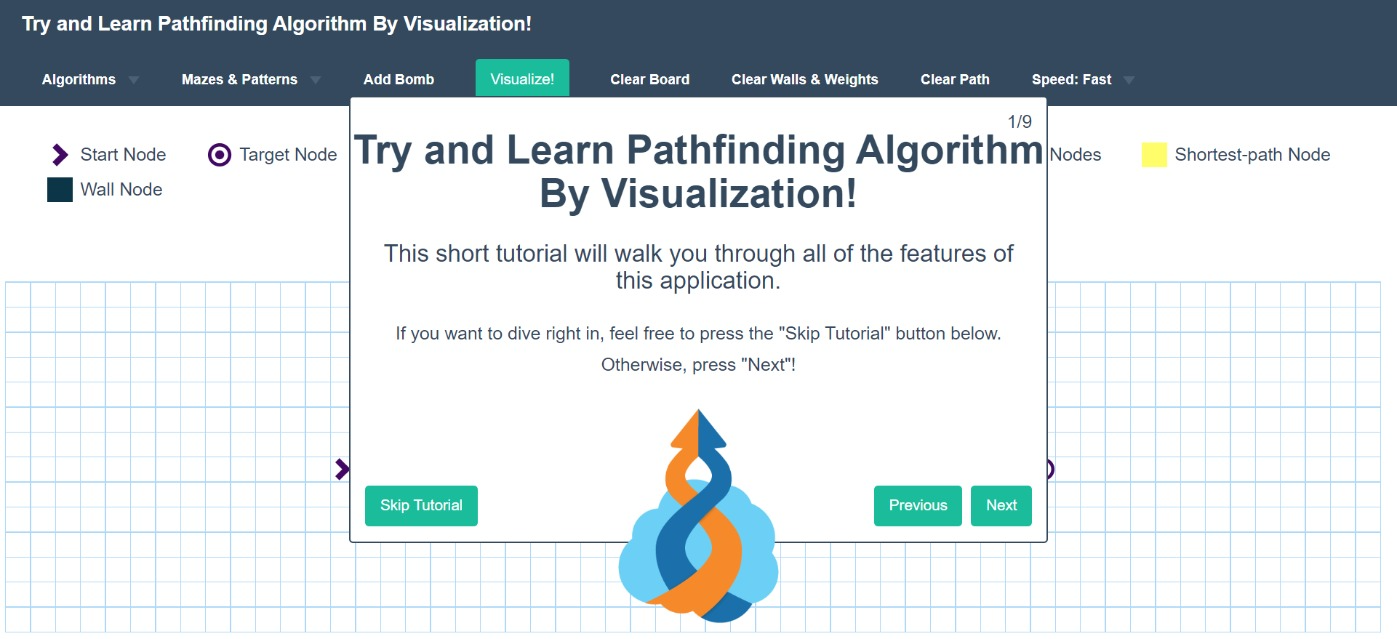 Try and Learn Pathfinding Algorithm By Visualization!
Algorithms Mazes & Patterns Add Bomb Visualize! Clear Board Clear Walls & Weights Clear Path Speed: Fast
1/9
Start Node Target Node Nodes Shortest-path Node
Wall Node
Try and Learn Pathfinding Algorithm
By Visualization!
This short tutorial will walk you through all of the features of
this application.
If you want to dive right in, feel free to press the "Skip Tutorial" button below.
Otherwise, press "Next"!
Skip Tutorial Previous Next